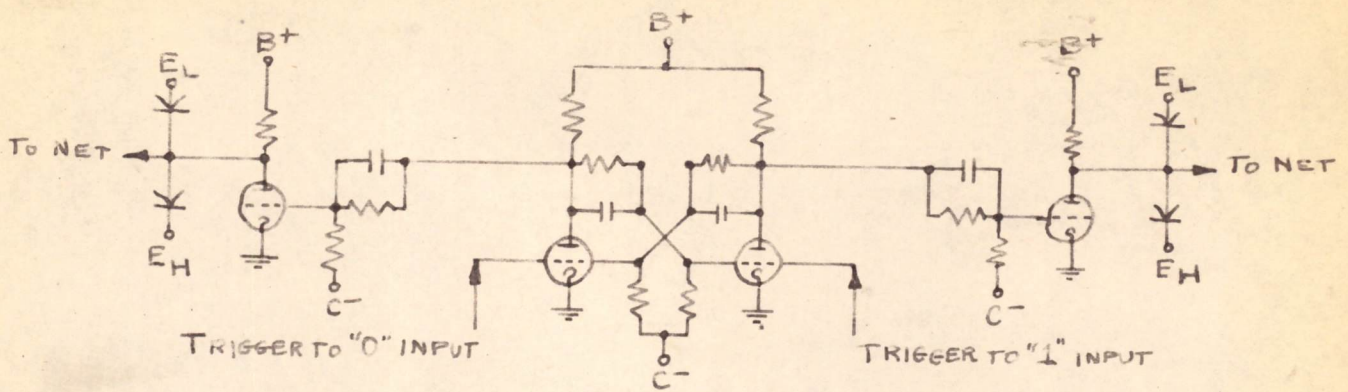 B+
B+
B+
EL
EL
TO NET
TO NET
EH
EH
C-
C-
TRIGGER TO "0" INPUT
TRIGGER TO "1" INPUT
C-